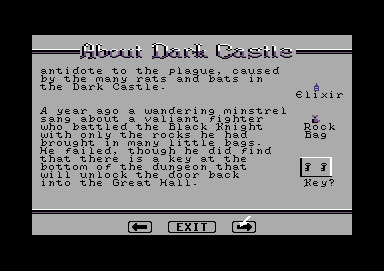 About Dark Castle
antidote to the plague, caused
by the many rats and bats in
the Dark Castle.
Elixir
A year ago a wandering minstrel
sang about a valiant fighter
who battled the Black Knight
with only the rocks he had
brought in many little bags.
He failed, though he did find
that there is a key at the
bottom of the dungeon that
will unlock the door back
into the Great Hall.
Rock
Bag
Key?
EXIT